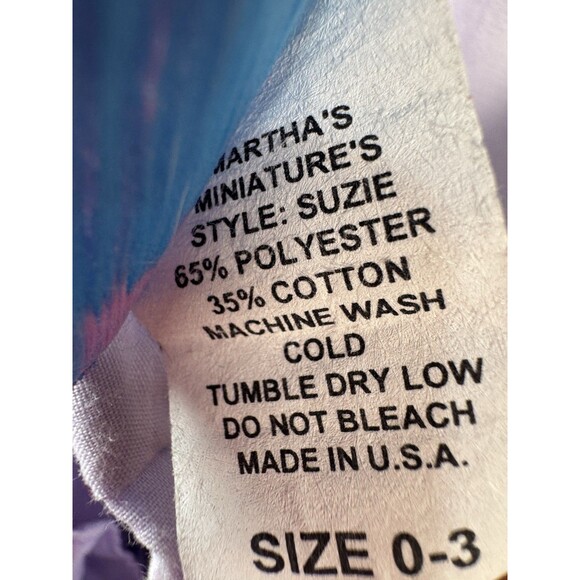 MARTHA'S
MINIATURE'S
STYLE: SUZIE
65% POLYESTER
35% COTTON
MACHINE WASH
COLD
TUMBLE DRY LOW
DO NOT BLEACH
MADE IN U.S.A.
SIZE 0-3